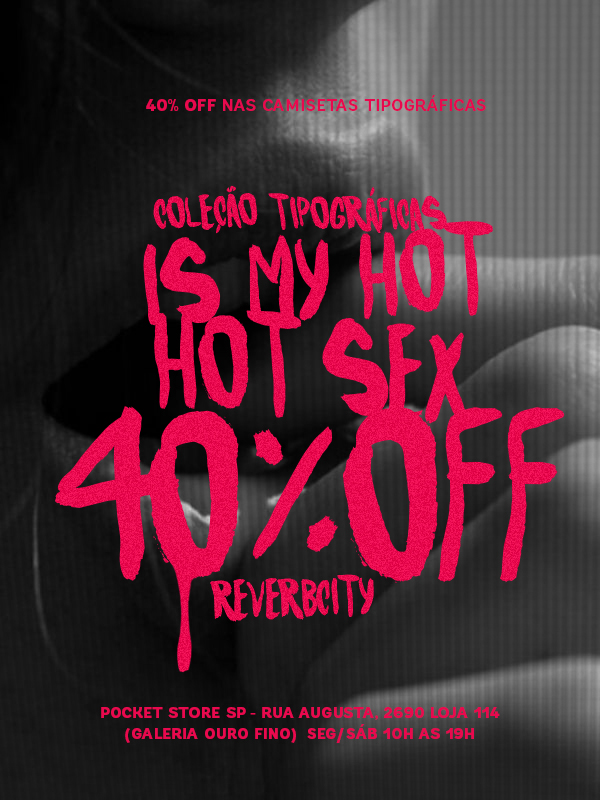 40% OFF NAS CAMISETAS TIPOGRÁFICAS
COLEÇÃO TIPOGRÁFICAS
IS MY HOT
HOT SEX
40% OFF
REVERBCITY
POCKET STORE SP - RUA AUGUSTA, 2690 LOJA 114
(GALERIA OURO FINO) SEG/SÁB 10H AS 19H